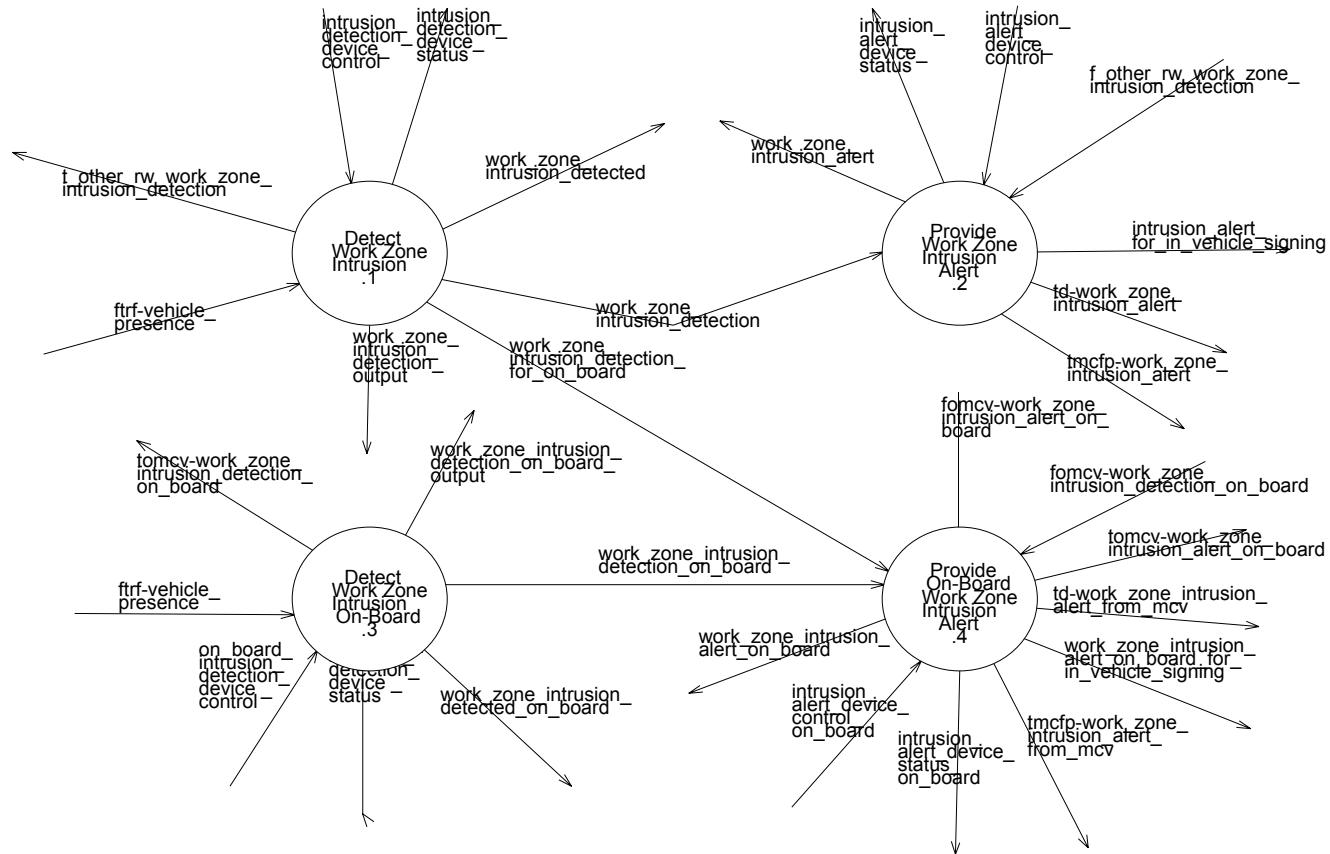 intrusion_
detection_
device_
control
intrusion_
detection_
device_
status
intrusion_
alert_
device_
status
intrusion_
alert_
device_
control
f_other_rw_work_zone_
intrusion_detection
t_other_rw_work_zone_
intrusion_detection
work_zone_
intrusion_detected
work_zone_
intrusion_alert
Detect
Work Zone
Intrusion
.1
Provide
Work Zone
Intrusion
Alert
.2
intrusion_alert_
for_in_vehicle_signing
ftrf-vehicle_
presence
work_zone_
intrusion_detection
td-work_zone_
intrusion_alert
work_zone_
intrusion_
detection_
output
work_zone_
intrusion_detection_
for_on_board
tmcfp-work_zone_
intrusion_alert
fomcv-work_zone_
intrusion_alert_on_
board
tomcv-work_zone_
intrusion_detection_
on_board
work_zone_intrusion_
detection_on_board_
output
fomcv-work_zone_
intrusion_detection_on_board
tomcv-work_zone_
intrusion_alert_on_board
Detect
Work Zone
Intrusion
On-Board
.3
work_zone_intrusion_
detection_on_board
Provide
On-Board
Work Zone
Intrusion
Alert
.4
ftrf-vehicle_
presence
td-work_zone_intrusion_
alert_from_mcv
on_board_
intrusion_
detection_
device_
control
detection_
device_
status
work_zone_intrusion_
detected_on_board
work_zone_intrusion_
alert_on_board
work_zone_intrusion_
alert_on_board_for_
in_vehicle_signing
intrusion_
alert_device_
control_
on_board
intrusion_
alert_device_
status_
on_board
tmcfp-work_zone_
intrusion_alert_
from_mcv